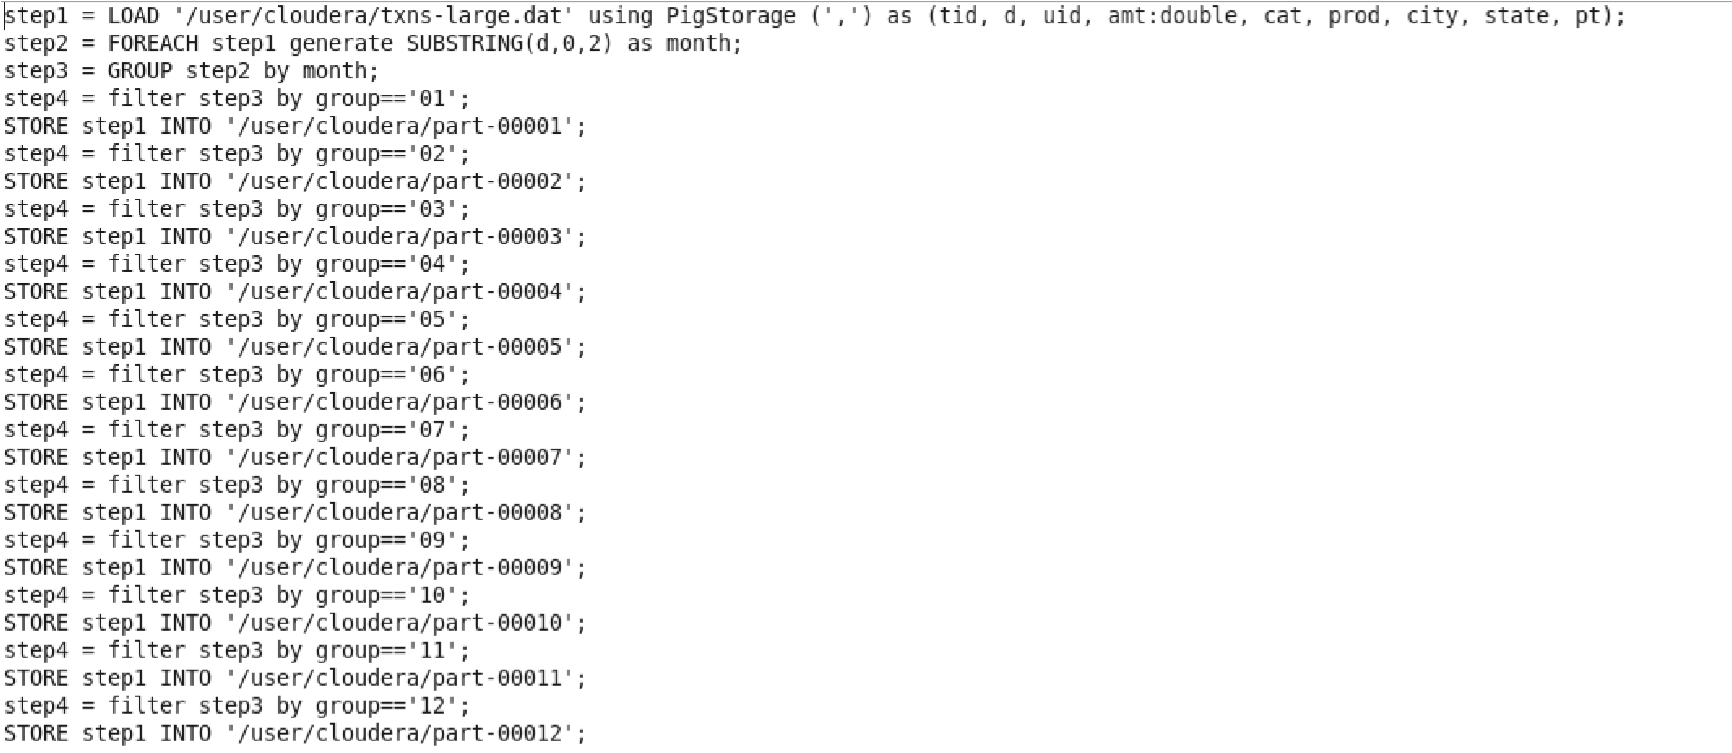 step1 = LOAD '/user/cloudera/txns-large.dat' using PigStorage (',') as (tid, d, uid, amt:double, cat, prod, city, state, pt);
step2 = FOREACH step1 generate SUBSTRING(d,0,2) as month;
step3 = GROUP step2 by month;
step4 = filter step3 by group=='01';
STORE step1 INTO '/user/cloudera/part-00001';
step4 = filter step3 by group=='02';
STORE step1 INTO '/user/cloudera/part-00002';
step4 = filter step3 by group=='03';
STORE step1 INTO '/user/cloudera/part-00003';
step4 = filter step3 by group=='04';
STORE step1 INTO '/user/cloudera/part-00004';
step4 = filter step3 by group=='05';
STORE step1 INTO '/user/cloudera/part-00005';
step4 = filter step3 by group=='06';
STORE step1 INTO '/user/cloudera/part-00006';
step4 = filter step3 by group=='07';
STORE step1 INTO '/user/cloudera/part-00007';
step4 = filter step3 by group=='08';
STORE step1 INTO '/user/cloudera/part-00008';
step4 = filter step3 by group=='09';
STORE step1 INTO '/user/cloudera/part-00009';
step4 = filter step3 by group=='10';
STORE step1 INTO '/user/cloudera/part-00010';
step4 = filter step3 by group=='11';
STORE step1 INTO '/user/cloudera/part-00011';
step4 = filter step3 by group=='12';
STORE step1 INTO '/user/cloudera/part-00012';